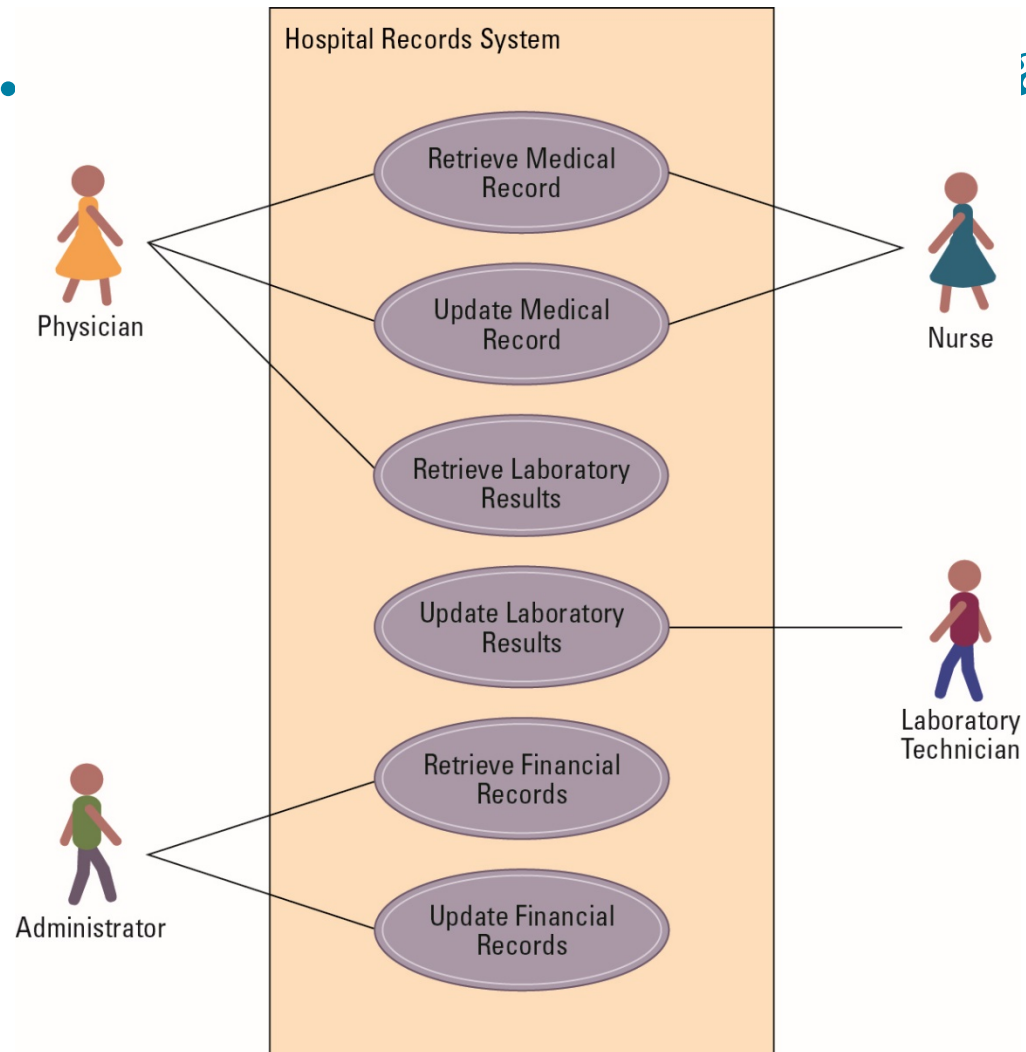 Hospital Records System
Retrieve Medical
Record
Physician
Update Medical
Record
Nurse
Retrieve Laboratory
Results
Update Laboratory
Results
Laboratory
Technician
Retrieve Financial
Records
Administrator
Update Financial
Records